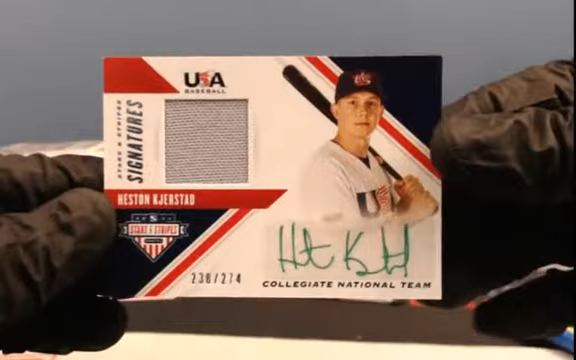 USA
BASEBALL
STARS & STRIPES
SIGNATURES
HESTON KJERSTAD
STARS & STRIPES
238/274
COLLEGIATE NATIONAL TEAM